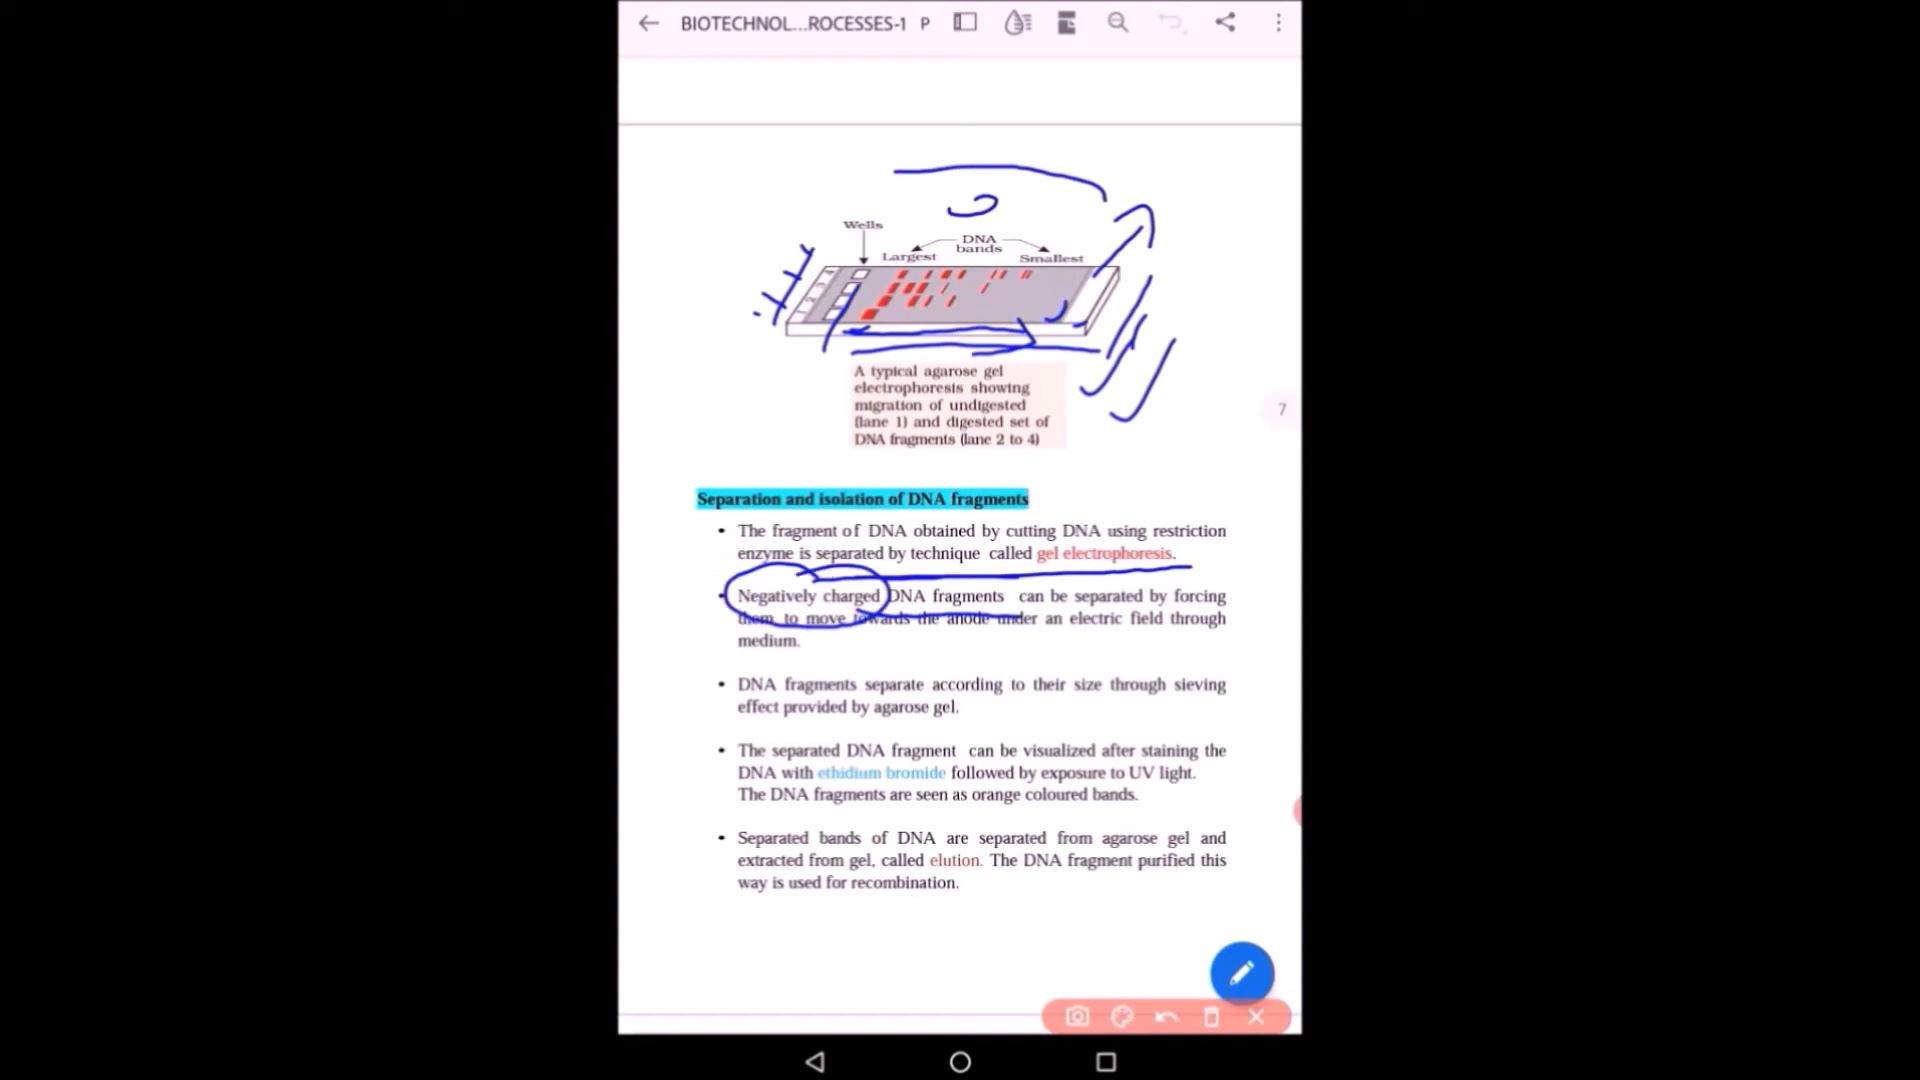 BIOTECHNOL...ROCESSES-1 P
Wells
DNA
bands
Largest
Smallest
1 2 3 4
A typical agarose gel
electrophoresis showing
migration of undigested
(lane 1) and digested set of
DNA fragments (lane 2 to 4)
7
Separation and isolation of DNA fragments
• The fragment of DNA obtained by cutting DNA using restriction
enzyme is separated by technique called gel electrophoresis.
• Negatively charged DNA fragments can be separated by forcing
them to move towards the anode under an electric field through
medium.
• DNA fragments separate according to their size through sieving
effect provided by agarose gel.
• The separated DNA fragment can be visualized after staining the
DNA with ethidium bromide followed by exposure to UV light.
The DNA fragments are seen as orange coloured bands.
• Separated bands of DNA are separated from agarose gel and
extracted from gel, called elution. The DNA fragment purified this
way is used for recombination.